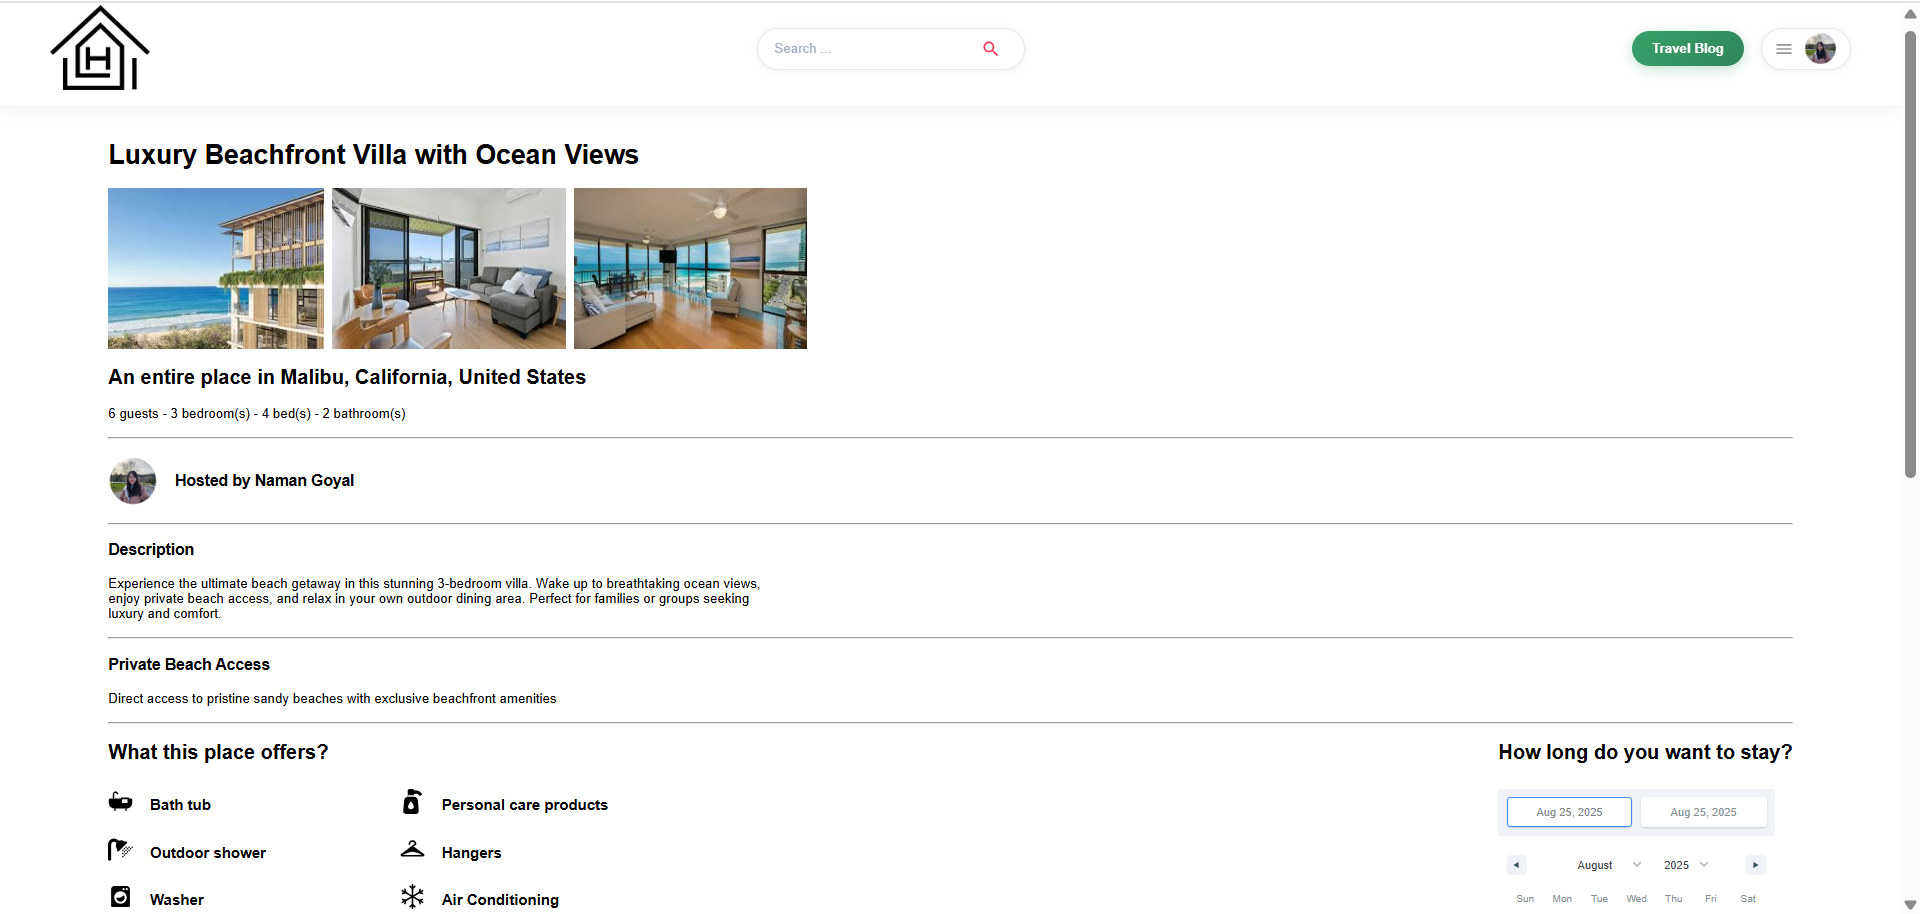 H
Search ...
Travel Blog
Luxury Beachfront Villa with Ocean Views
An entire place in Malibu, California, United States
6 guests - 3 bedroom(s) - 4 bed(s) - 2 bathroom(s)
Hosted by Naman Goyal
Description
Experience the ultimate beach getaway in this stunning 3-bedroom villa. Wake up to breathtaking ocean views,
enjoy private beach access, and relax in your own outdoor dining area. Perfect for families or groups seeking
luxury and comfort.
Private Beach Access
Direct access to pristine sandy beaches with exclusive beachfront amenities
What this place offers?
Bath tub
Personal care products
Outdoor shower
Hangers
Washer
Air Conditioning
How long do you want to stay?
Aug 25, 2025 Aug 25, 2025
August 2025
Sun Mon Tue Wed Thu Fri Sat